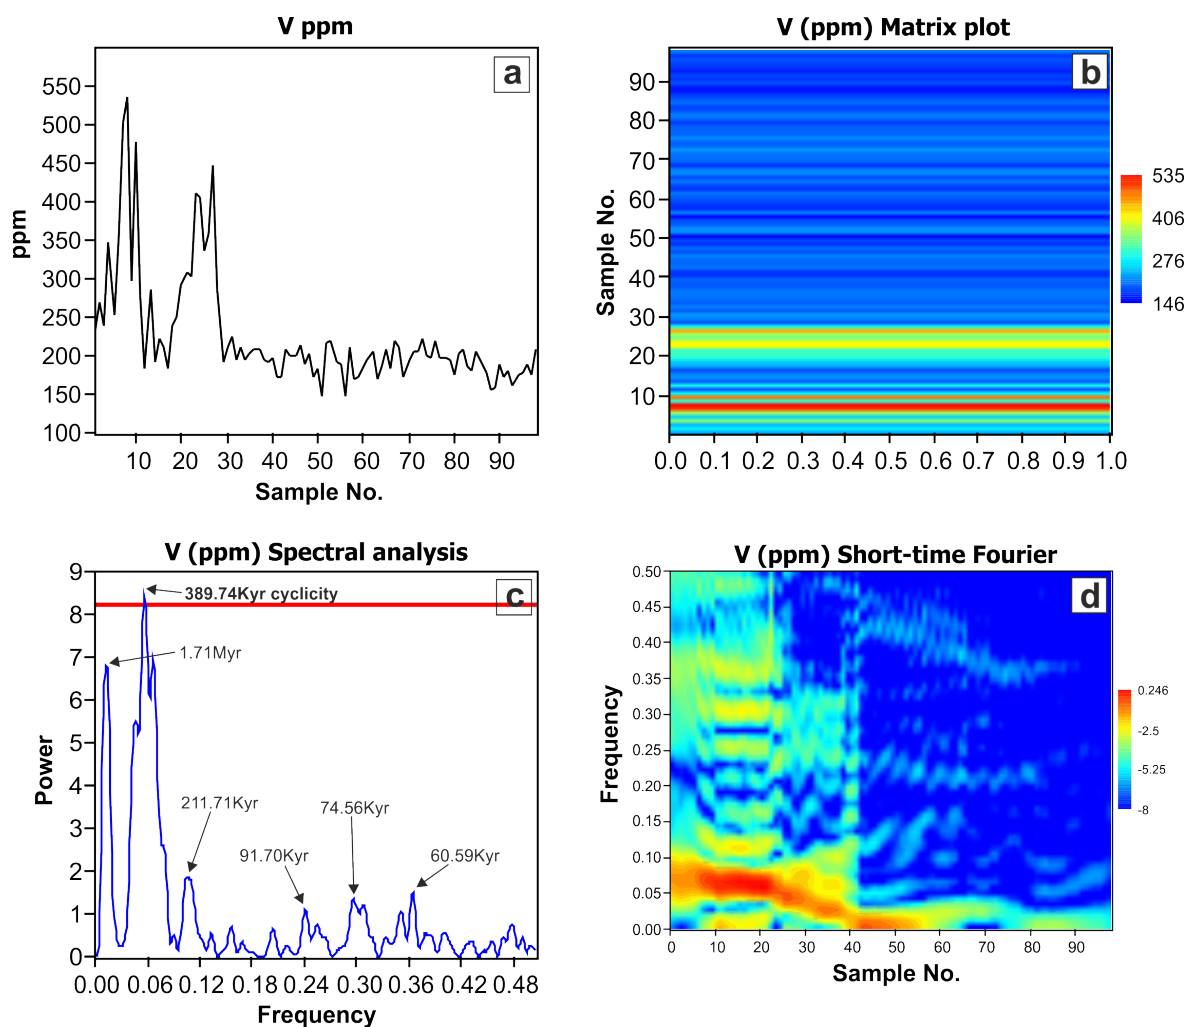 V ppm
a
550
500
450
400
350
300
250
200
150
100
ppm
10 20 30 40 50 60 70 80 90
Sample No.
V (ppm) Matrix plot
b
90
80
70
60
50
40
30
20
10
Sample No.
0.0 0.1 0.2 0.3 0.4 0.5 0.6 0.7 0.8 0.9 1.0
535
406
276
146
V (ppm) Spectral analysis
c
9
8
7
6
5
4
3
2
1
0
Power
389.74Kyr cyclicity
1.71Myr
211.71Kyr
74.56Kyr
91.70Kyr
60.59Kyr
0.00 0.06 0.12 0.18 0.24 0.30 0.36 0.42 0.48
Frequency
V (ppm) Short-time Fourier
d
0.50
0.45
0.40
0.35
0.30
0.25
0.20
0.15
0.10
0.05
0.00
Frequency
0 10 20 30 40 50 60 70 80 90
Sample No.
0.246
-2.5
-5.25
-8